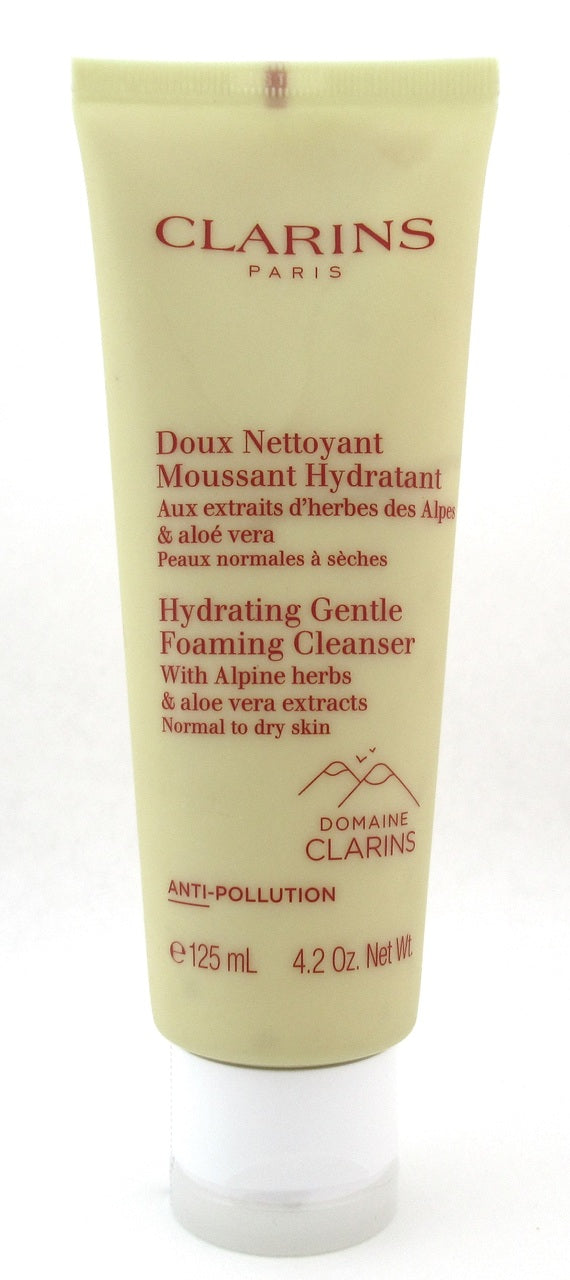 CLARINS
PARIS
Doux Nettoyant
Moussant Hydratant
Aux extraits d'herbes des Alpes
& aloé vera
Peaux normales à sèches
Hydrating Gentle
Foaming Cleanser
With Alpine herbs
& aloe vera extracts
Normal to dry skin
DOMAINE
CLARINS
ANTI-POLLUTION
℮125 mL 4.2 Oz. Net Wt.